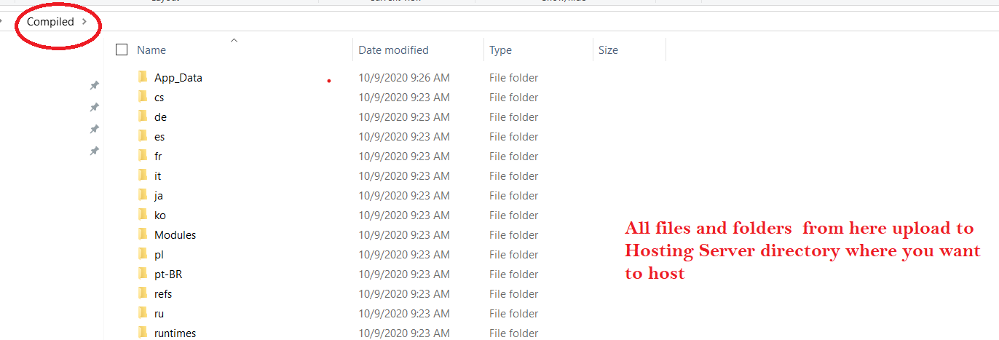 Compiled
Name Date modified Type Size
App_Data 10/9/2020 9:26 AM File folder
cs 10/9/2020 9:23 AM File folder
de 10/9/2020 9:23 AM File folder
es 10/9/2020 9:23 AM File folder
fr 10/9/2020 9:23 AM File folder
it 10/9/2020 9:23 AM File folder
ja 10/9/2020 9:23 AM File folder
ko 10/9/2020 9:23 AM File folder
Modules 10/9/2020 9:23 AM File folder
pl 10/9/2020 9:23 AM File folder
pt-BR 10/9/2020 9:23 AM File folder
refs 10/9/2020 9:23 AM File folder
ru 10/9/2020 9:23 AM File folder
runtimes 10/9/2020 9:23 AM File folder
All files and folders from here upload to
Hosting Server directory where you want
to host